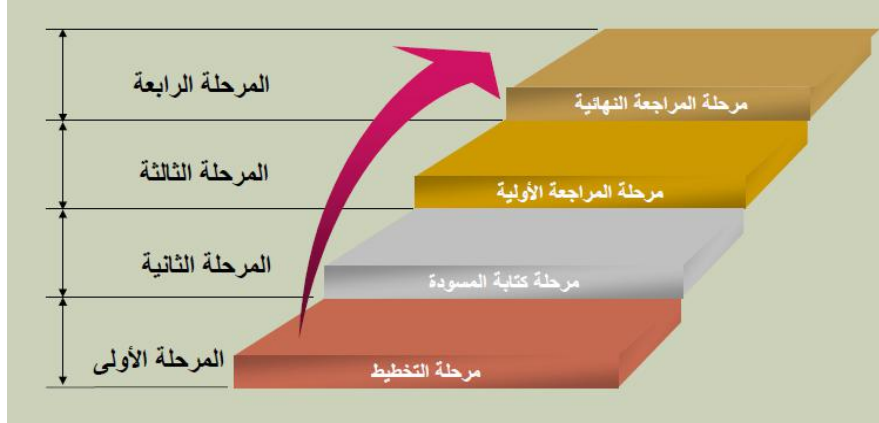 المرحلة الرابعة
مرحلة المراجعة النهائية
المرحلة الثالثة
مرحلة المراجعة الأولية
المرحلة الثانية
مرحلة كتابة المسودة
المرحلة الأولى
مرحلة التخطيط